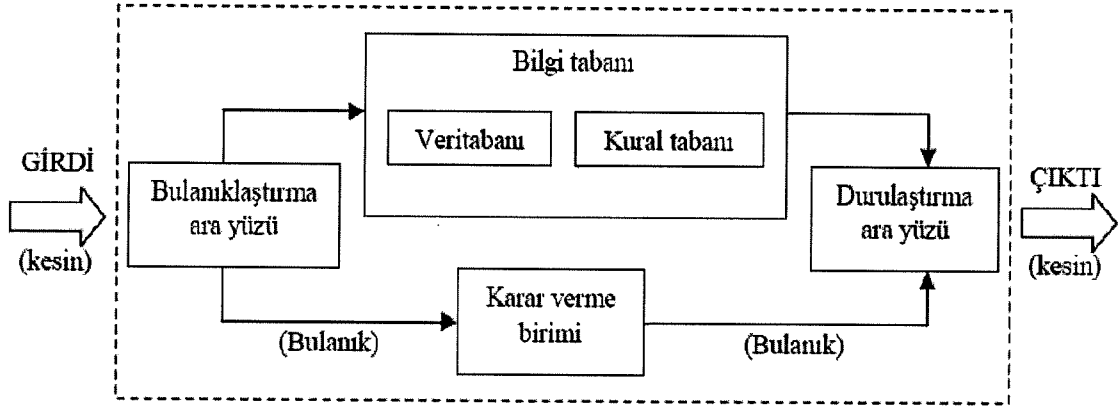 Bilgi tabanı
Veritabanı
Kural tabanı
GİRDİ
(kesin)
Bulanıklaştırma
ara yüzü
Durulaştırma
ara yüzü
ÇIKTI
(kesin)
Karar verme
birimi
(Bulanık)
(Bulanık)